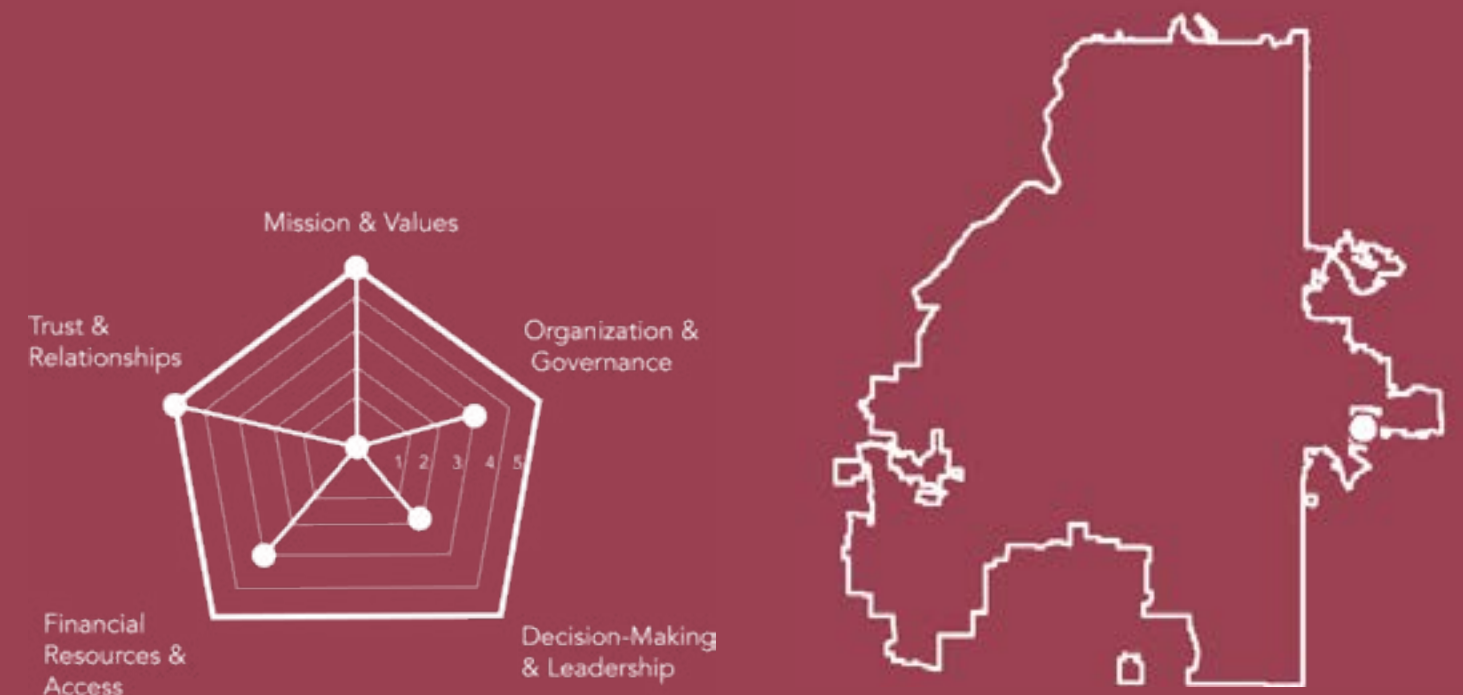 Mission & Values
Trust &
Relationships
Organization &
Governance
1 2 3 4 5
Financial
Resources &
Access
Decision-Making
& Leadership